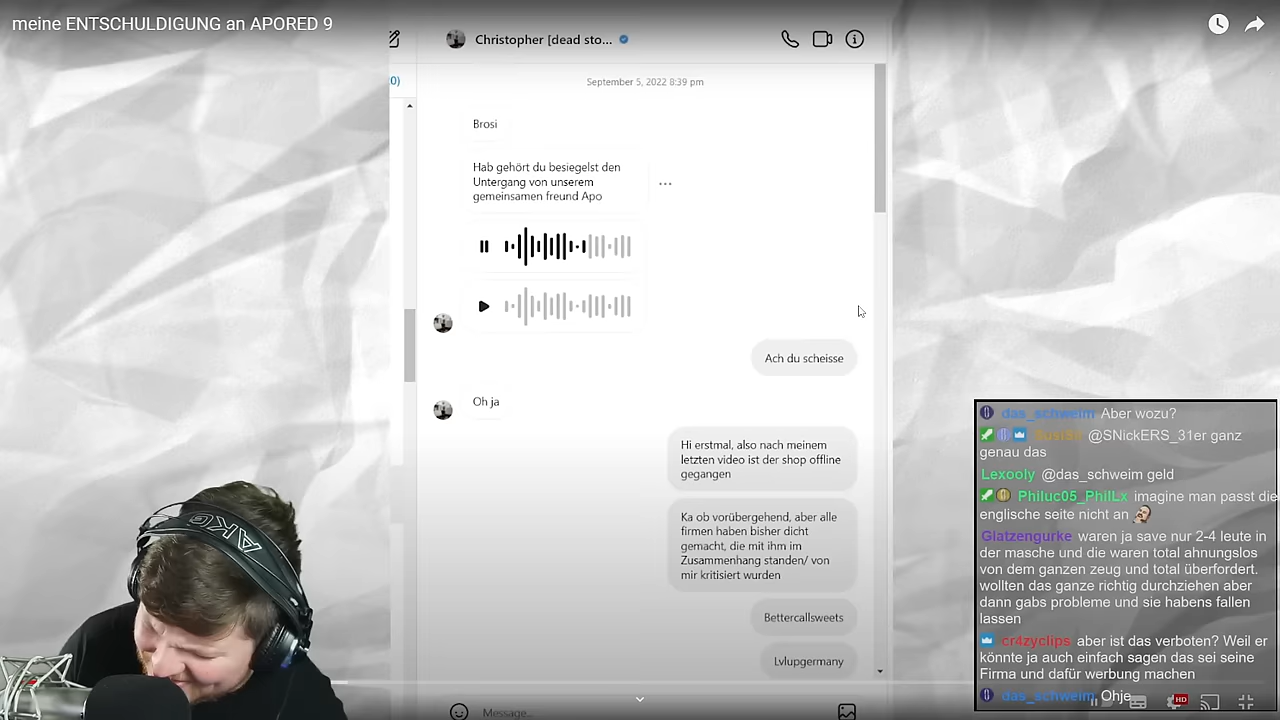 meine ENTSCHULDIGUNG an APORED 9
Christopher [dead sto...
0)
September 5, 2022 8:39 pm
Brosi
Hab gehört du besiegelst den
Untergang von unserem
gemeinsamen freund Apo
Ach du scheisse
Oh ja
Hi erstmal, also nach meinem
letzten video ist der shop offline
gegangen
Ka ob vorübergehend, aber alle
firmen haben bisher dicht
gemacht, die mit ihm im
Zusammenhang standen/ von
mir kritisiert wurden
Bettercallsweets
Lvlupgermany
Message...
AKG
das_schweim Aber wozu?
@SNickERS_31er ganz
genau das
Lexooly @das_schweim geld
Philuc05_PhilLx imagine man passt die
englische seite nicht an
Glatzengurke waren ja save nur 2-4 leute in
der masche und die waren total ahnungslos
von dem ganzen zeug und total überfordert.
wollten das ganze richtig durchziehen aber
dann gabs probleme und sie habens fallen
lassen
cr4zyclips aber ist das verboten? Weil er
könnte ja auch einfach sagen das sei seine
Firma und dafür werbung machen
das_schweim Ohje
HD